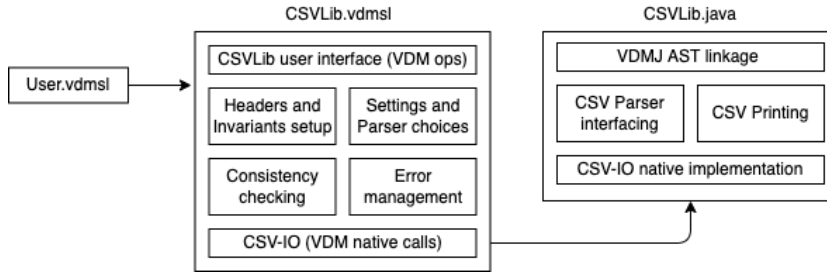 CSVLib.vdmsl
CSVLib.java
User.vdmsl
CSVLib user interface (VDM ops)
Headers and
Invariants setup
Settings and
Parser choices
Consistency
checking
Error
management
CSV-IO (VDM native calls)
VDMJ AST linkage
CSV Parser
interfacing
CSV Printing
CSV-IO native implementation